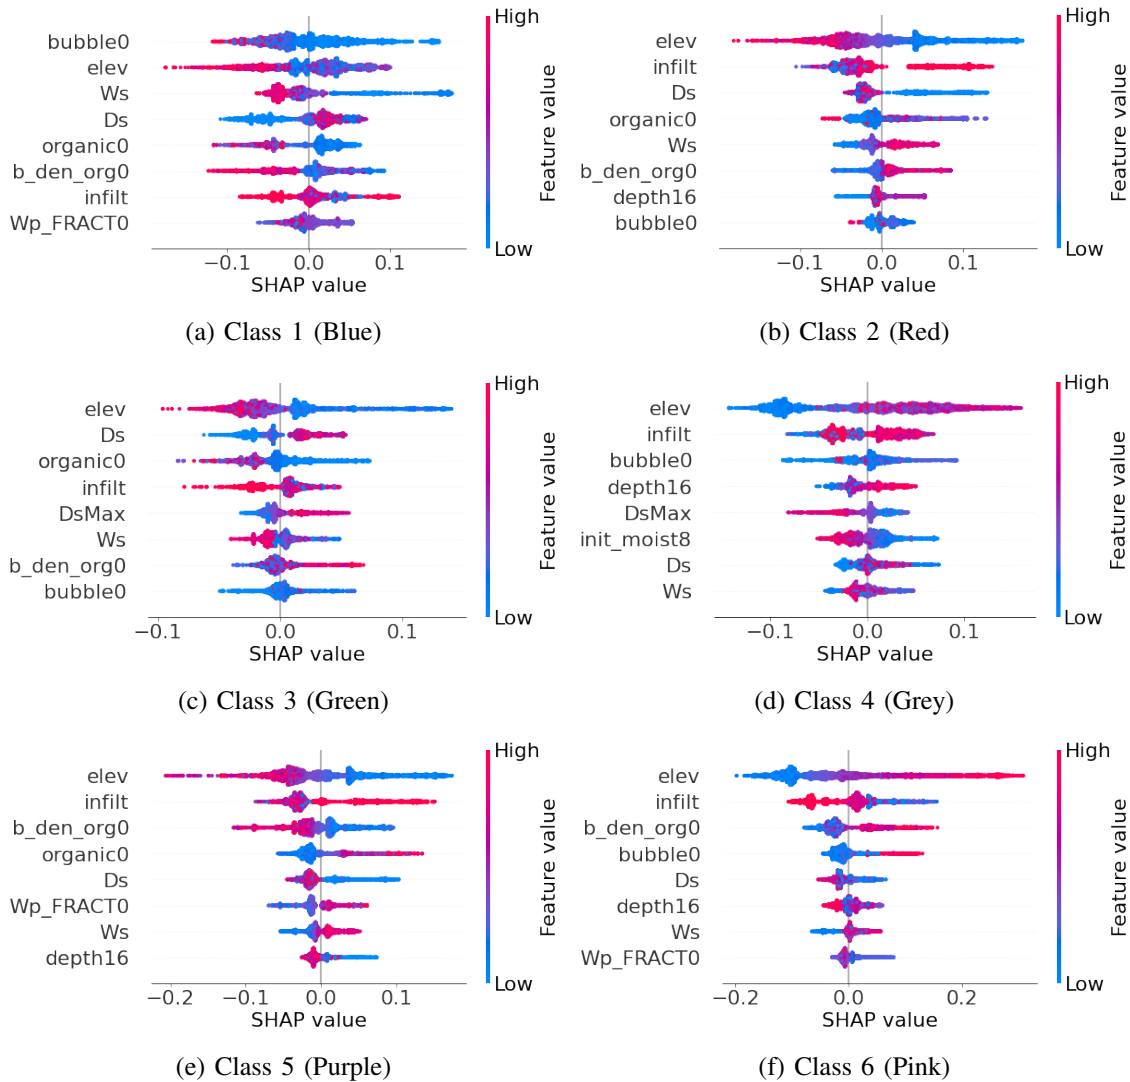 bubble0
elev
Ws
Ds
organic0
b_den_org0
infilt
Wp_FRACT0
−0.1 0.0 0.1
SHAP value
High
Feature value
Low
(a) Class 1 (Blue)
elev
infilt
Ds
organic0
Ws
b_den_org0
depth16
bubble0
−0.1 0.0 0.1
SHAP value
High
Feature value
Low
(b) Class 2 (Red)
elev
Ds
organic0
infilt
DsMax
Ws
b_den_org0
bubble0
−0.1 0.0 0.1
SHAP value
High
Feature value
Low
(c) Class 3 (Green)
elev
infilt
bubble0
depth16
DsMax
init_moist8
Ds
Ws
−0.1 0.0 0.1
SHAP value
High
Feature value
Low
(d) Class 4 (Grey)
elev
infilt
b_den_org0
organic0
Ds
Wp_FRACT0
Ws
depth16
−0.2 −0.1 0.0 0.1
SHAP value
High
Feature value
Low
(e) Class 5 (Purple)
elev
infilt
b_den_org0
bubble0
Ds
depth16
Ws
Wp_FRACT0
−0.2 0.0 0.2
SHAP value
High
Feature value
Low
(f) Class 6 (Pink)